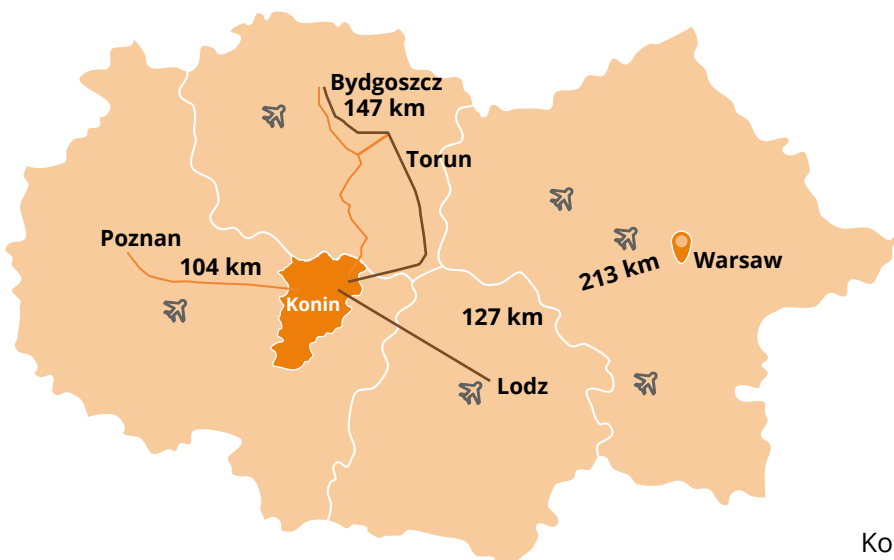 Bydgoszcz
147 km
Torun
Poznan
104 km
213 km
Warsaw
Konin
127 km
Lodz
Ko